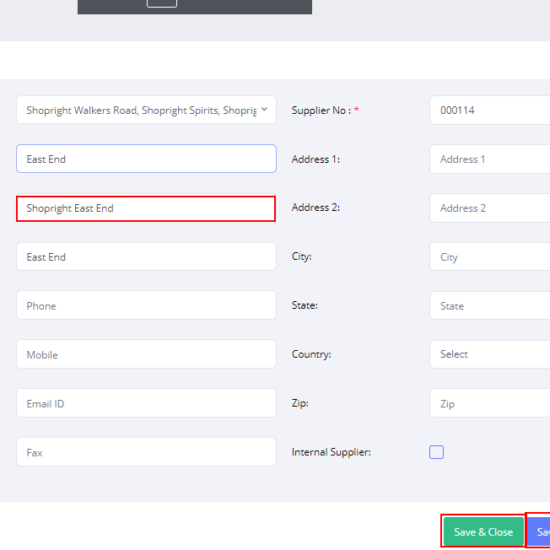 Shopright Walkers Road, Shopright Spirits, Shoprig Supplier No : * 000114
East End Address 1: Address 1
Shopright East End Address 2: Address 2
East End City: City
Phone State: State
Mobile Country: Select
Email ID Zip: Zip
Fax Internal Supplier:
Save & Close Sav